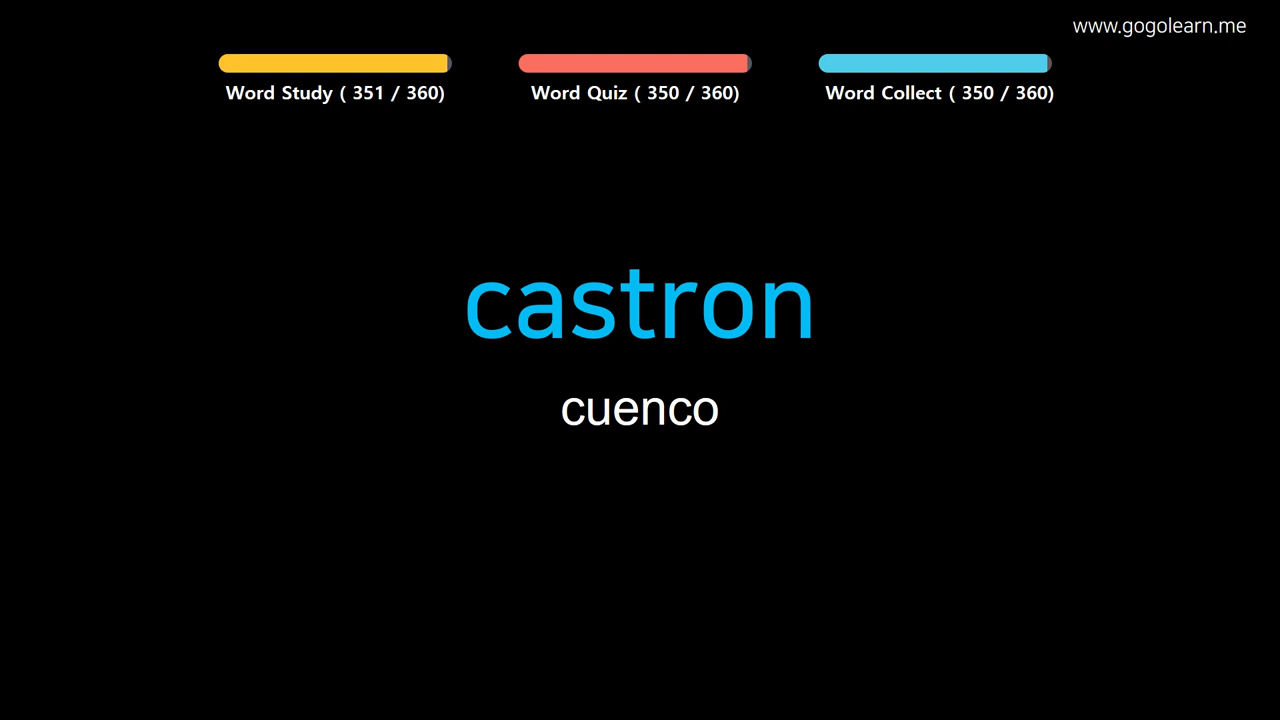 www.gogolearn.me
Word Study ( 351 / 360)
Word Quiz ( 350 / 360)
Word Collect ( 350 / 360)
castron
cuenco